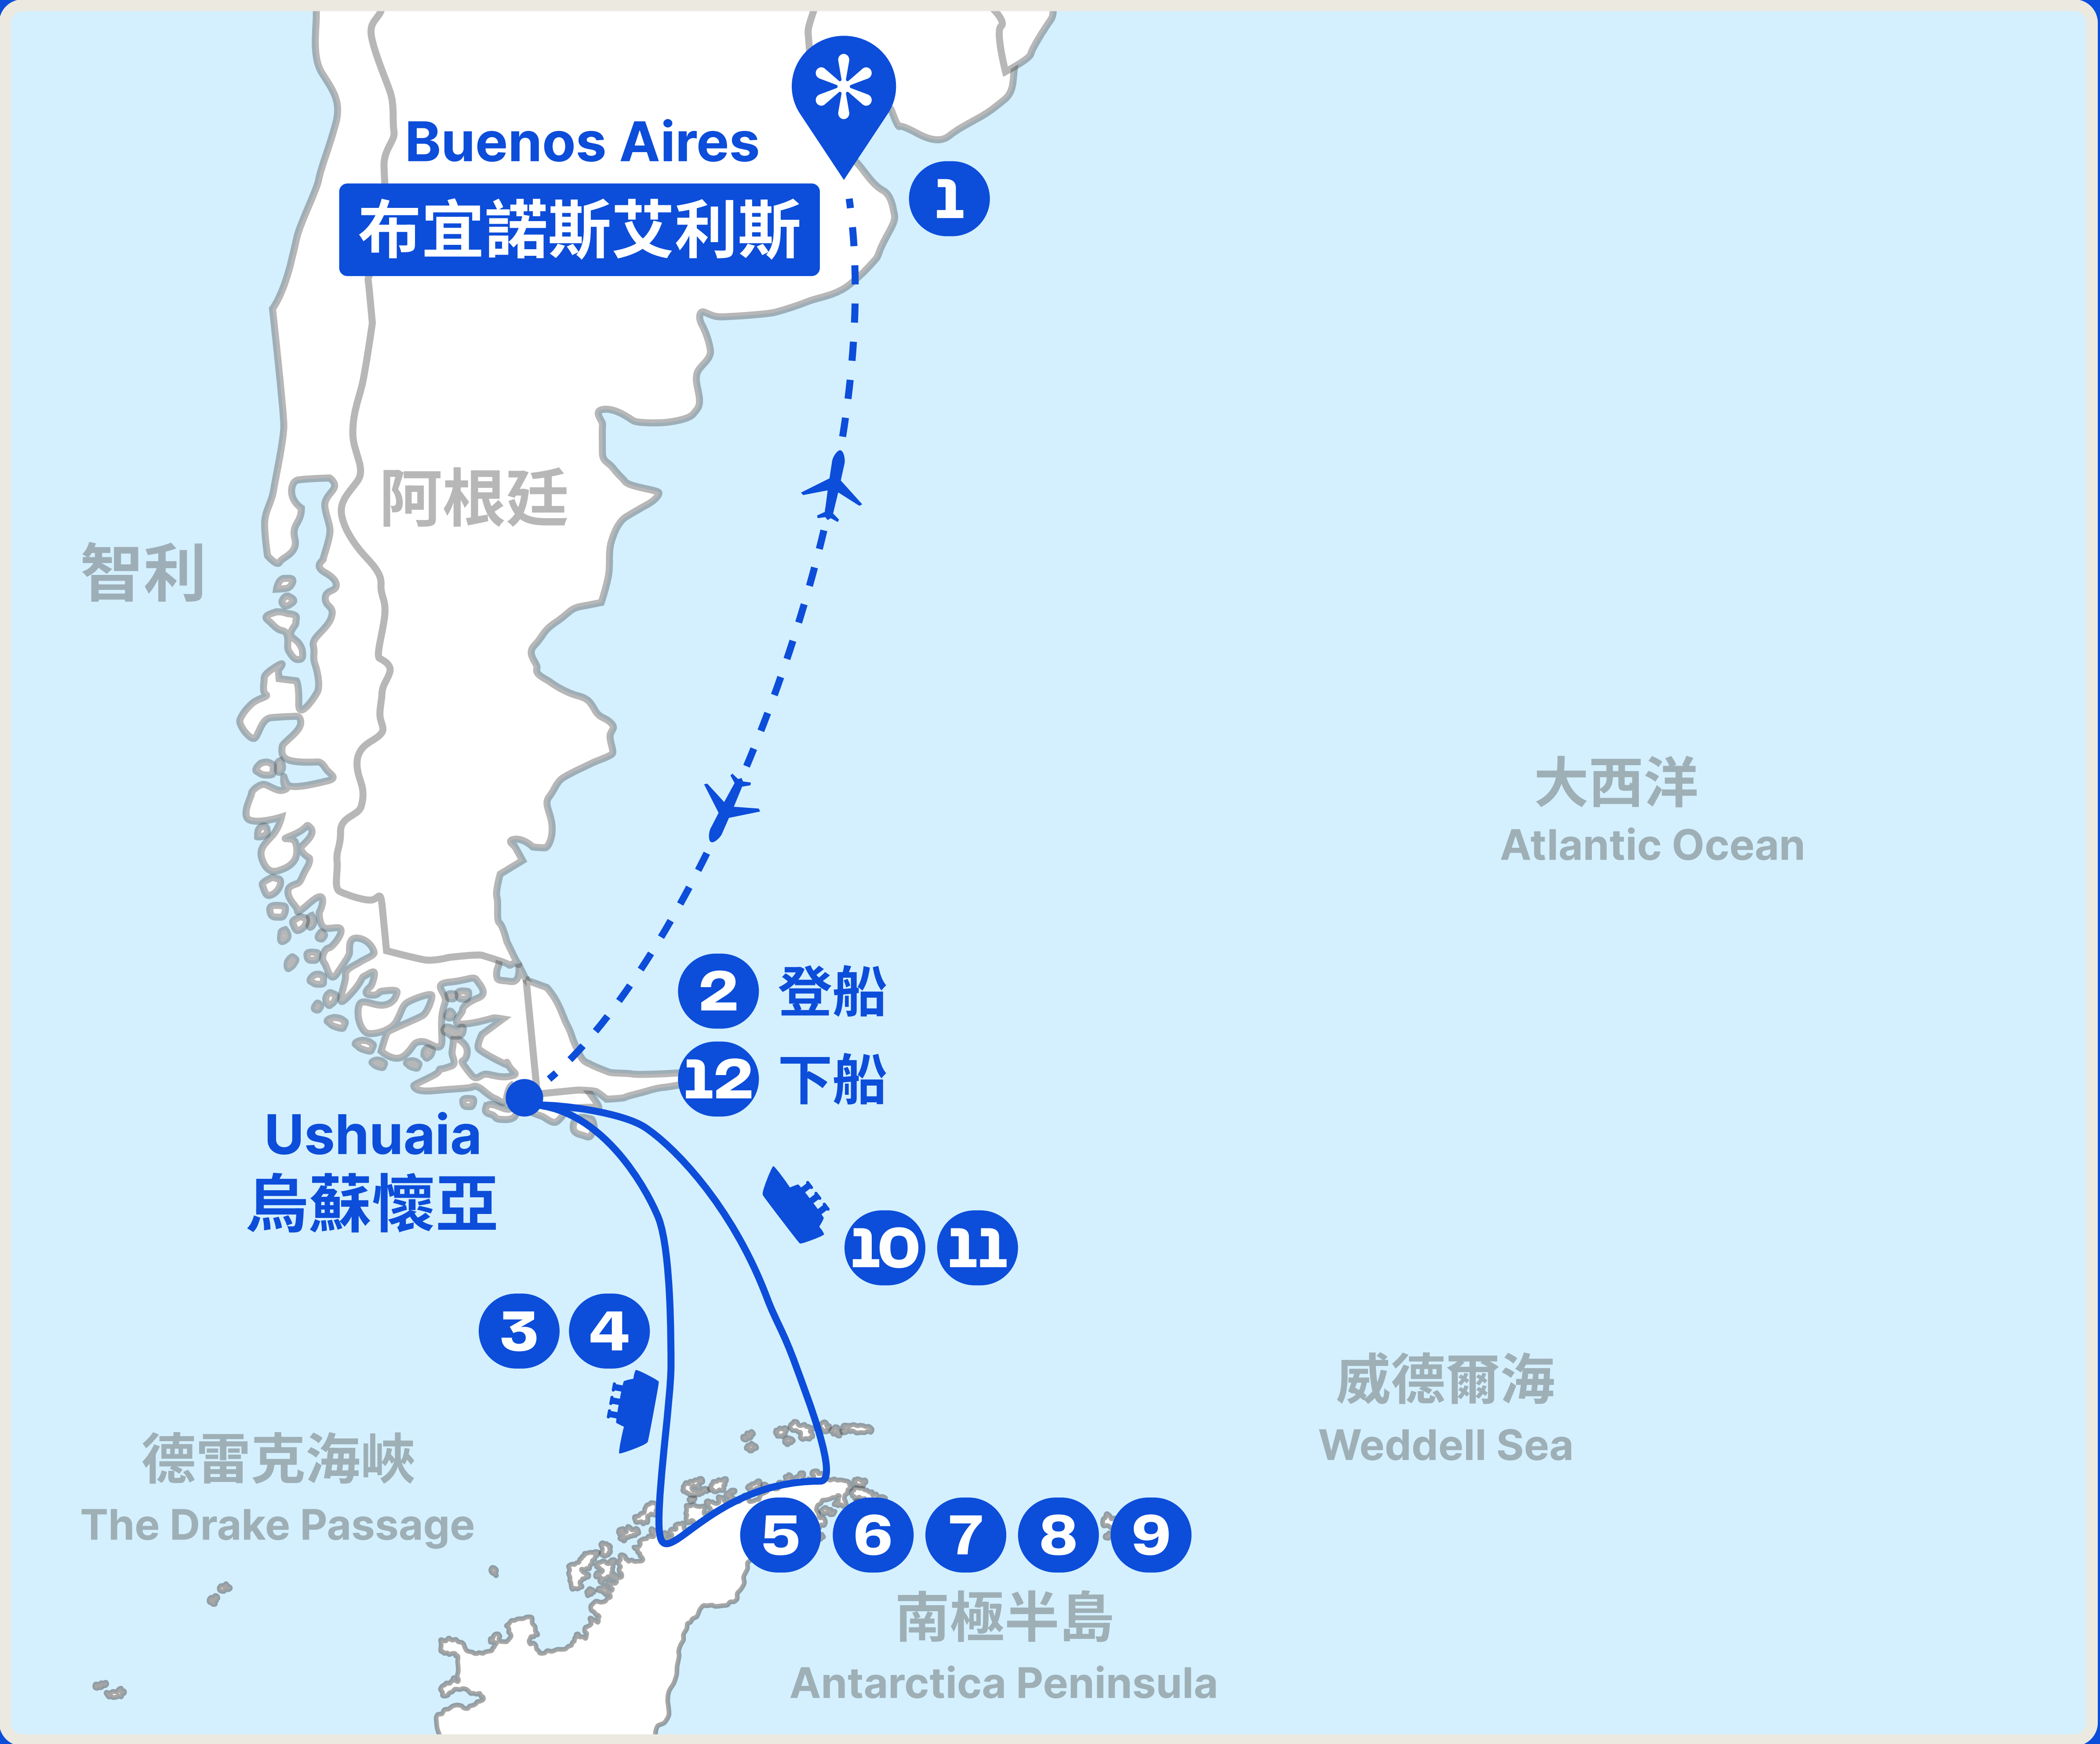 Buenos Aires
布宜諾斯艾利斯
1
阿根廷
智利
大西洋
Atlantic Ocean
2 登船
12 下船
Ushuaia
烏蘇懷亞
10 11
3 4
威德爾海
Weddell Sea
德雷克海峽
The Drake Passage
5 6 7 8 9
南極半島
Antarctica Peninsula